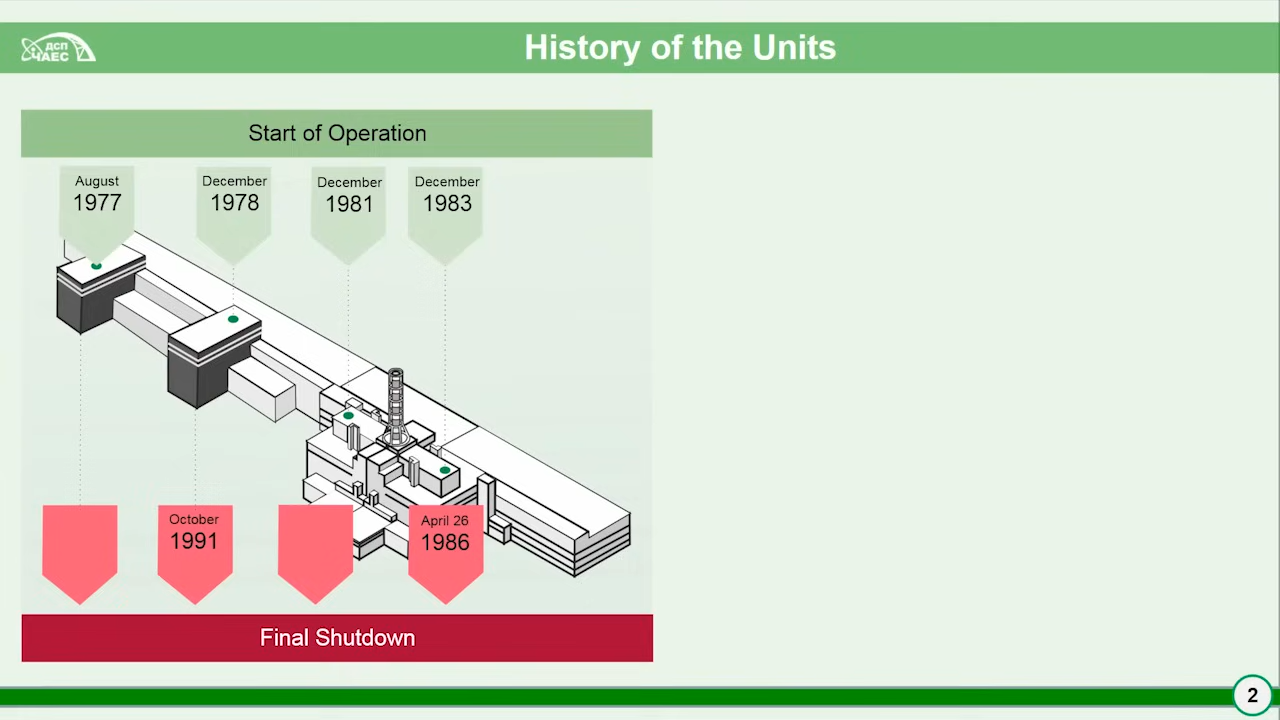 ДСП
ЧАЕС
History of the Units
Start of Operation
August
1977
December
1978
December
1981
December
1983
October
1991
April 26
1986
Final Shutdown
2